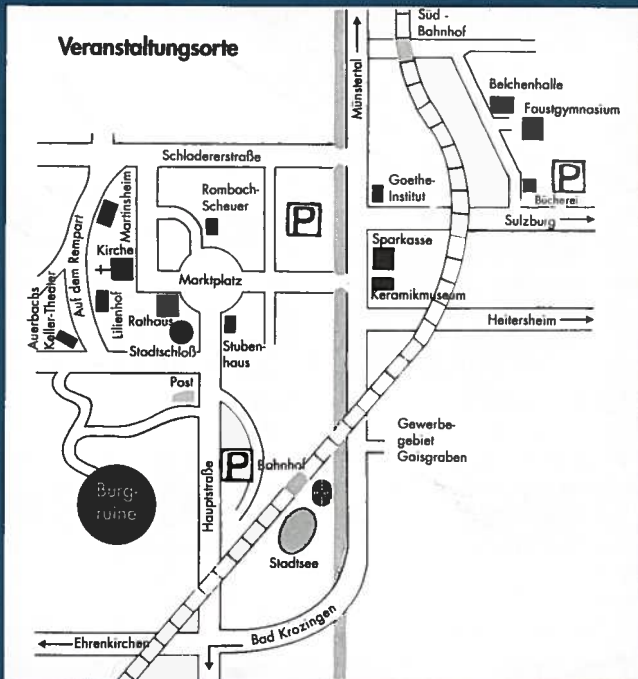 Veranstaltungsorte
Süd -
Bahnhof
Münstertal
Belchenhalle
Faustgymnasium
Schladererstraße
Martinsheim
Rombach-
Scheuer
P
Goethe-
Institut
P
Bücherei
Sulzburg
Auf dem Rempart
Kirche
Marktplatz
Sparkasse
Keramikmuseum
Auerbachs
Keller-Theater
Lilienhof
Rathaus
Stadtschloß
Stuben-
haus
Heitersheim
Post
Hauptstraße
P
Bahnhof
Gewerbe-
gebiet
Gaisgraben
Burg-
ruine
Stadtsee
Ehrenkirchen
Bad Krozingen